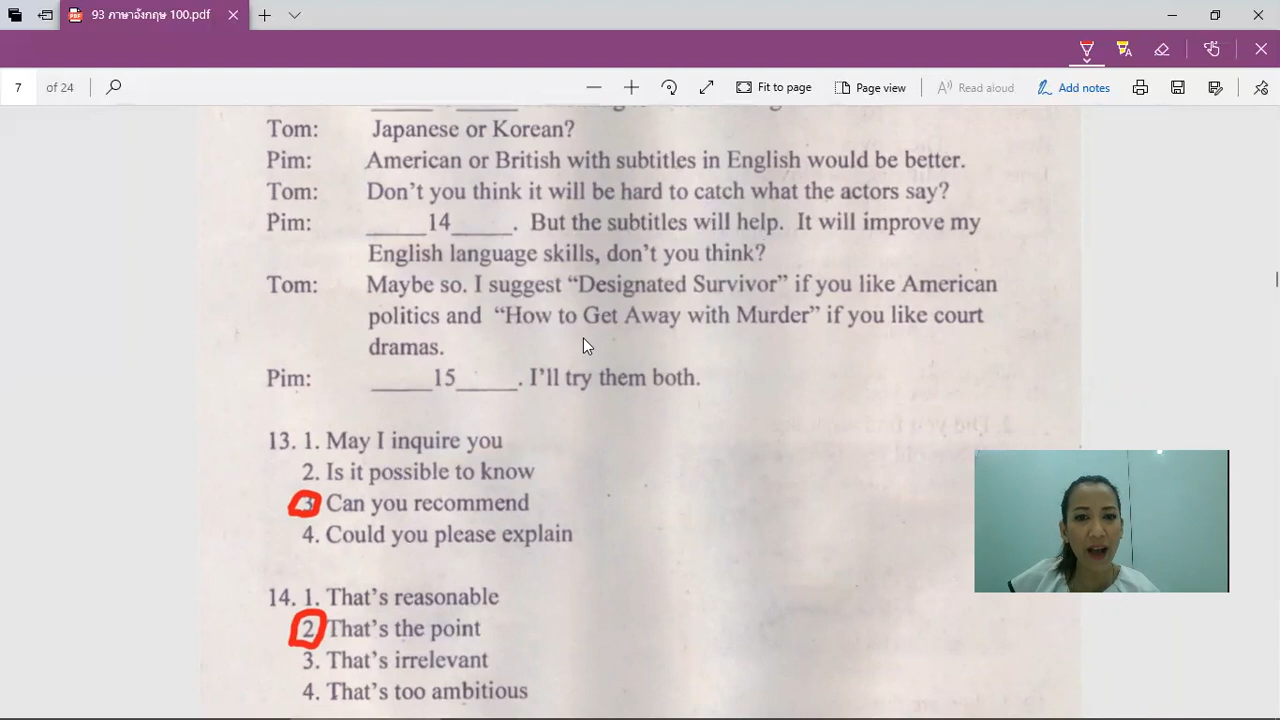 93 ภาษาอังกฤษ 100.pdf
7 of 24
Fit to page
Page view
Read aloud
Add notes
Tom: Japanese or Korean?
Pim: American or British with subtitles in English would be better.
Tom: Don't you think it will be hard to catch what the actors say?
Pim: _____14_____. But the subtitles will help. It will improve my
English language skills, don't you think?
Tom: Maybe so. I suggest “Designated Survivor” if you like American
politics and “How to Get Away with Murder” if you like court
dramas.
Pim: _____15_____. I'll try them both.
13. 1. May I inquire you
2. Is it possible to know
3. Can you recommend
4. Could you please explain
14. 1. That's reasonable
2. That's the point
3. That's irrelevant
4. That's too ambitious